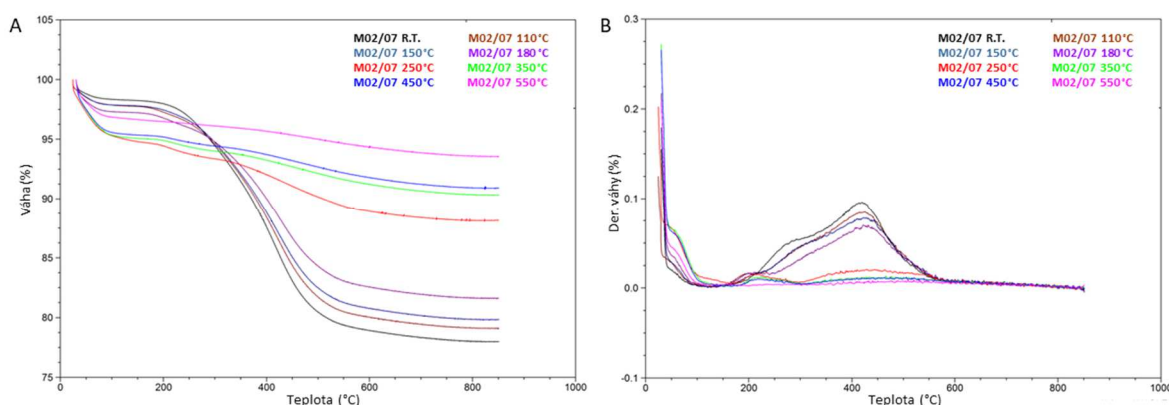 A
M02/07 R.T. M02/07 110°C
M02/07 150°C M02/07 180°C
M02/07 250°C M02/07 350°C
M02/07 450°C M02/07 550°C
105
100
95
90
85
80
75
Váha (%)
0 200 400 600 800 1000
Teplota (°C)
B
M02/07 R.T. M02/07 110°C
M02/07 150°C M02/07 180°C
M02/07 250°C M02/07 350°C
M02/07 450°C M02/07 550°C
0.3
0.2
0.1
0.0
-0.1
Der. váhy (%)
0 200 400 600 800 1000
Teplota (°C)